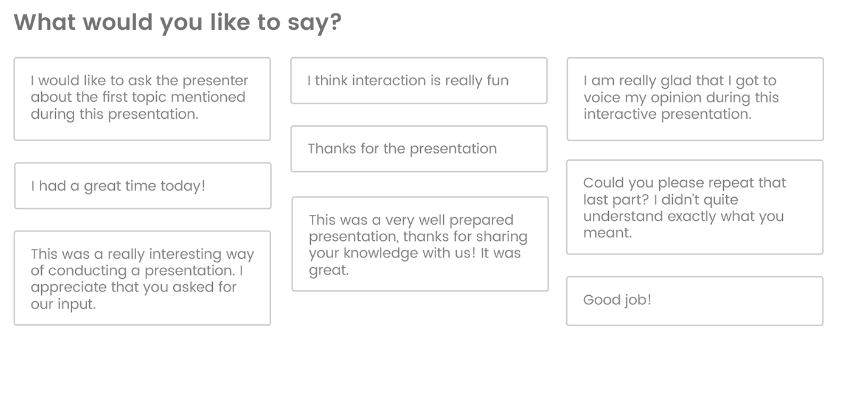 What would you like to say?
I would like to ask the presenter
about the first topic mentioned
during this presentation.
I had a great time today!
This was a really interesting way
of conducting a presentation. I
appreciate that you asked for
our input.
I think interaction is really fun
Thanks for the presentation
This was a very well prepared
presentation, thanks for sharing
your knowledge with us! It was
great.
I am really glad that I got to
voice my opinion during this
interactive presentation.
Could you please repeat that
last part? I didn't quite
understand exactly what you
meant.
Good job!